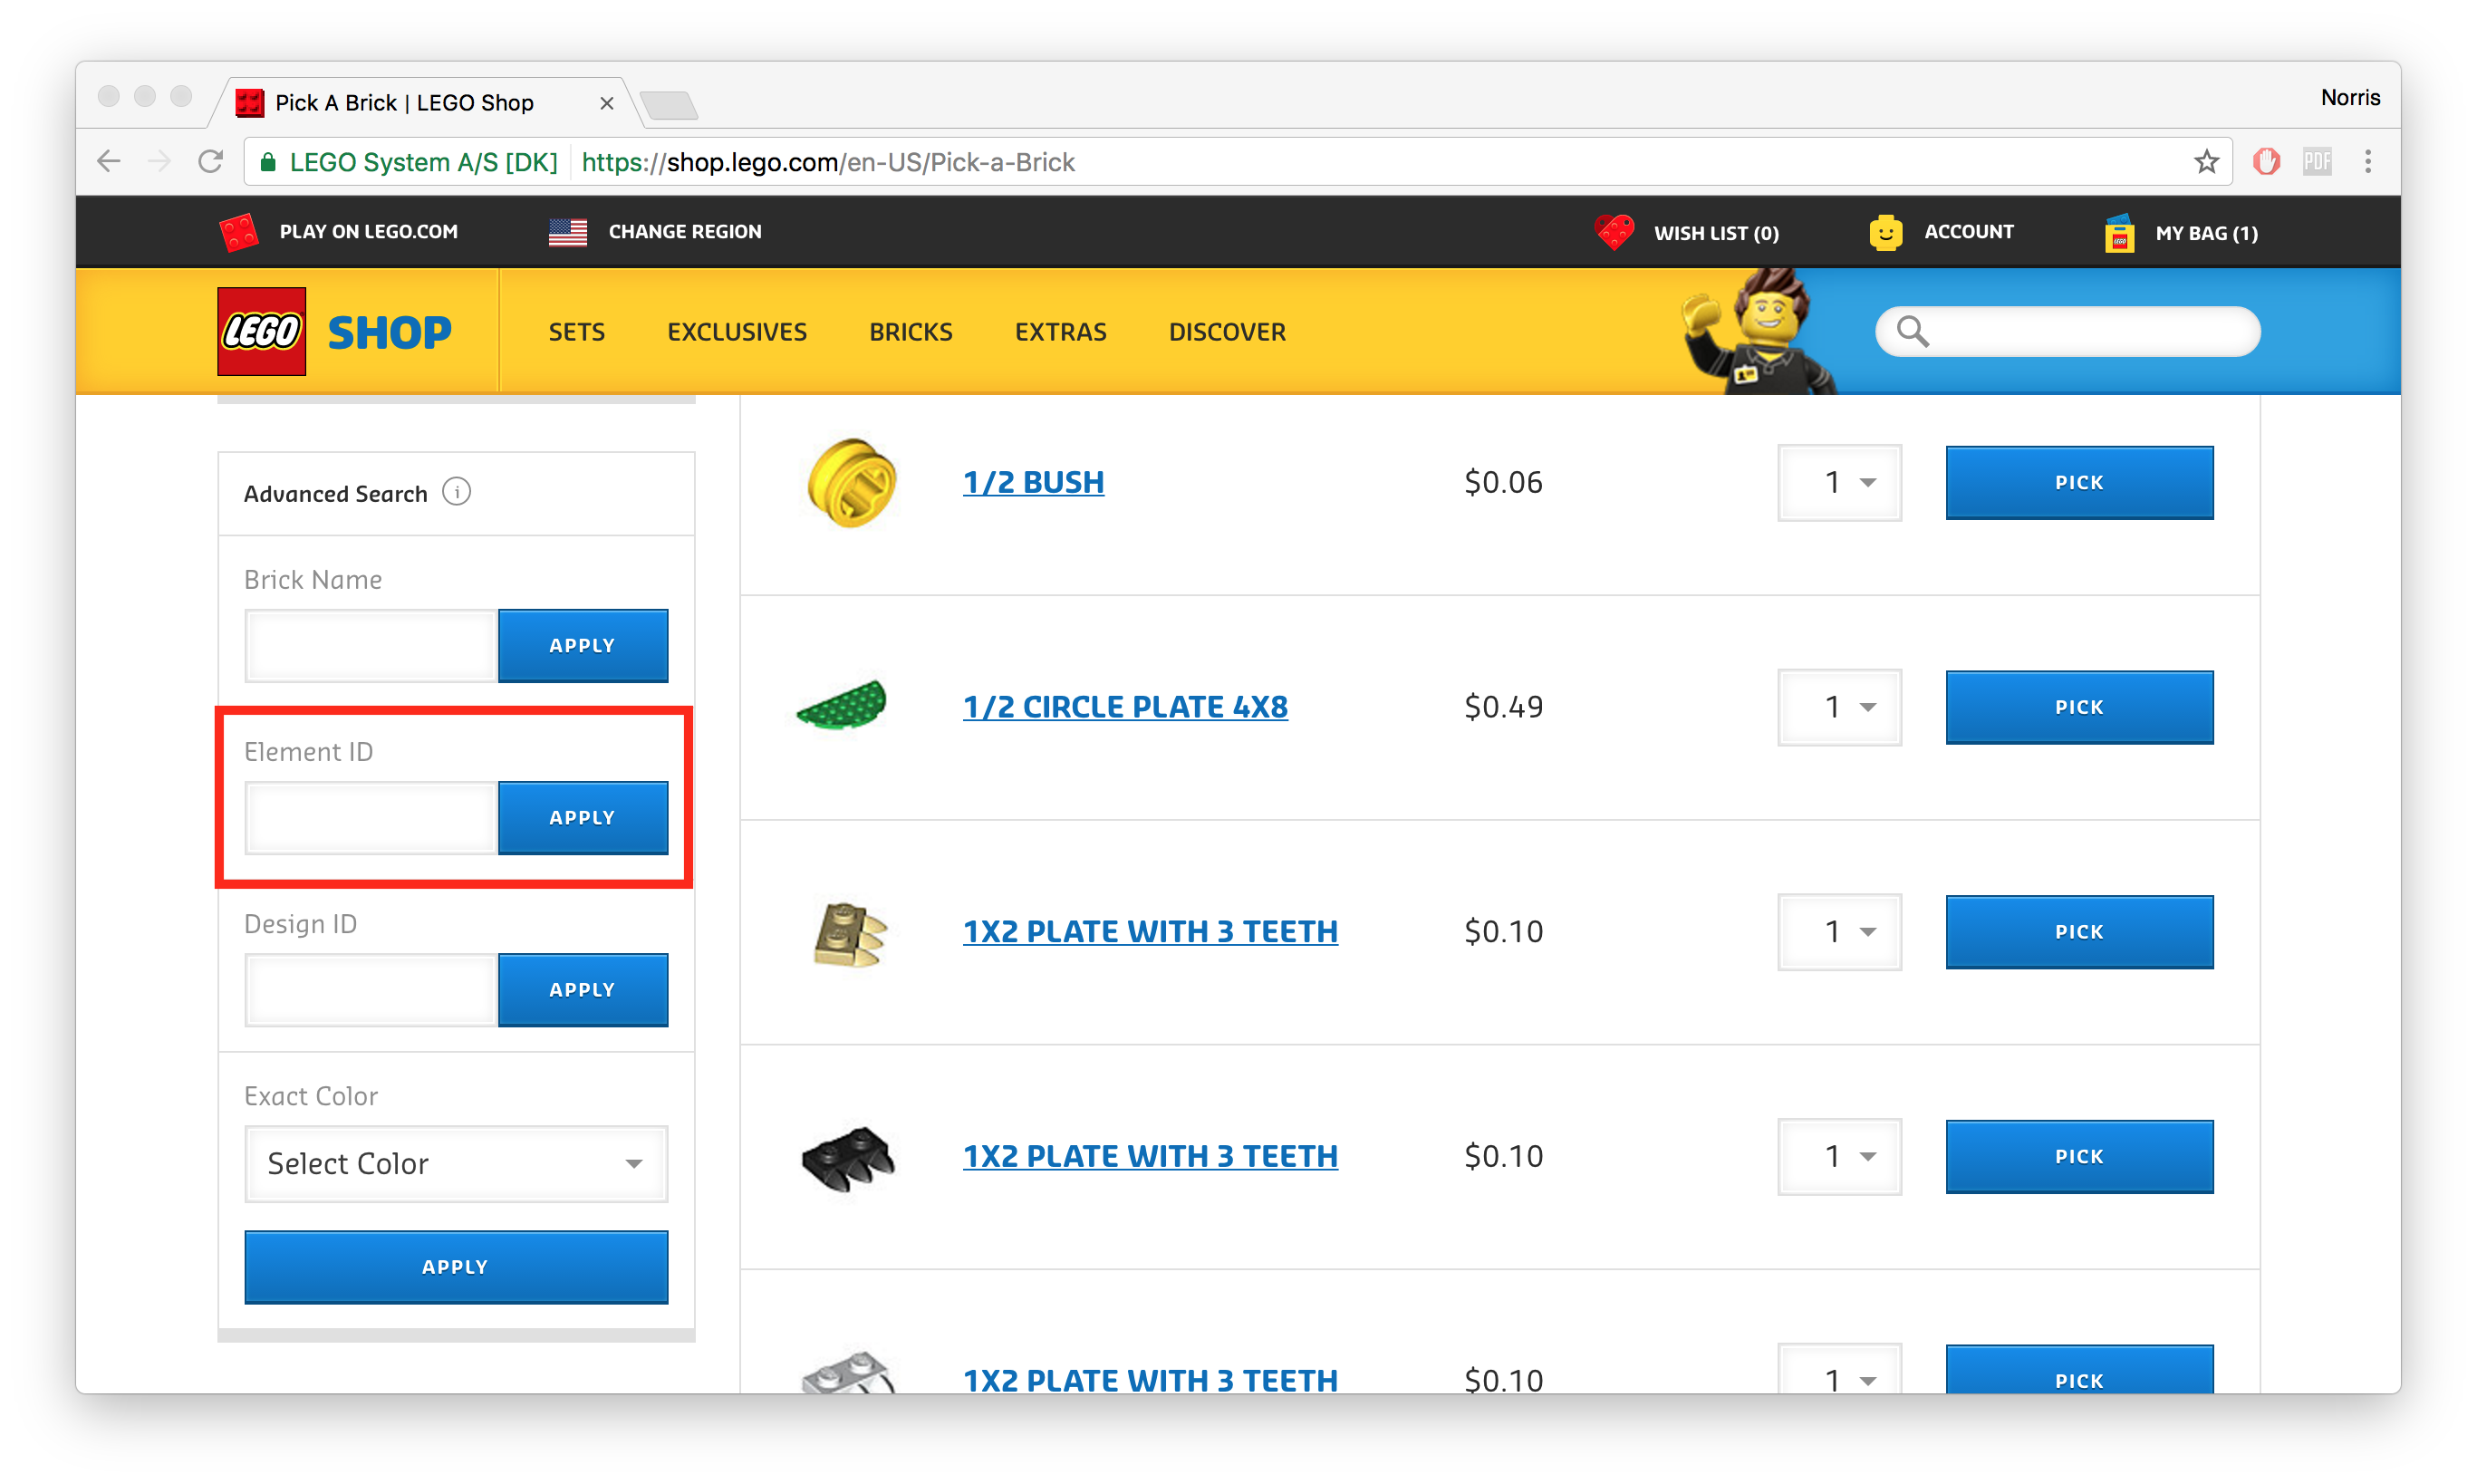 Pick A Brick | LEGO Shop
Norris
LEGO System A/S [DK] https://shop.lego.com/en-US/Pick-a-Brick
PDF
PLAY ON LEGO.COM CHANGE REGION WISH LIST (0) ACCOUNT MY BAG (1)
LEGO SHOP SETS EXCLUSIVES BRICKS EXTRAS DISCOVER
Advanced Search i
Brick Name
APPLY
Element ID
APPLY
Design ID
APPLY
Exact Color
Select Color
APPLY
1/2 BUSH $0.06 1 PICK
1/2 CIRCLE PLATE 4X8 $0.49 1 PICK
1X2 PLATE WITH 3 TEETH $0.10 1 PICK
1X2 PLATE WITH 3 TEETH $0.10 1 PICK
1X2 PLATE WITH 3 TEETH $0.10 1 PICK